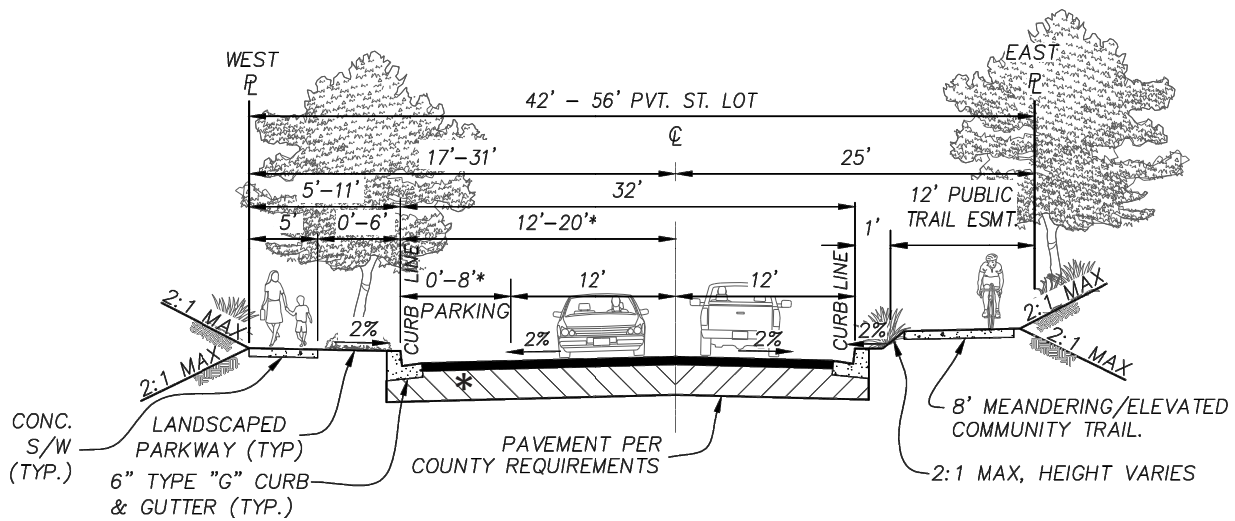 WEST
PL
EAST
PL
42' - 56' PVT. ST. LOT
CL
17'-31'
25'
5'-11'
32'
12' PUBLIC
TRAIL ESMT.
5'
0'-6'
12'-20'*
1'
CURB LINE
0'-8'*
PARKING
12'
12'
CURB LINE
2:1 MAX
2:1 MAX
2%
2%
2%
2%
2:1 MAX
2:1 MAX
*
CONC.
S/W
(TYP.)
LANDSCAPED
PARKWAY (TYP)
6" TYPE "G" CURB
& GUTTER (TYP.)
PAVEMENT PER
COUNTY REQUIREMENTS
8' MEANDERING/ELEVATED
COMMUNITY TRAIL.
2:1 MAX, HEIGHT VARIES